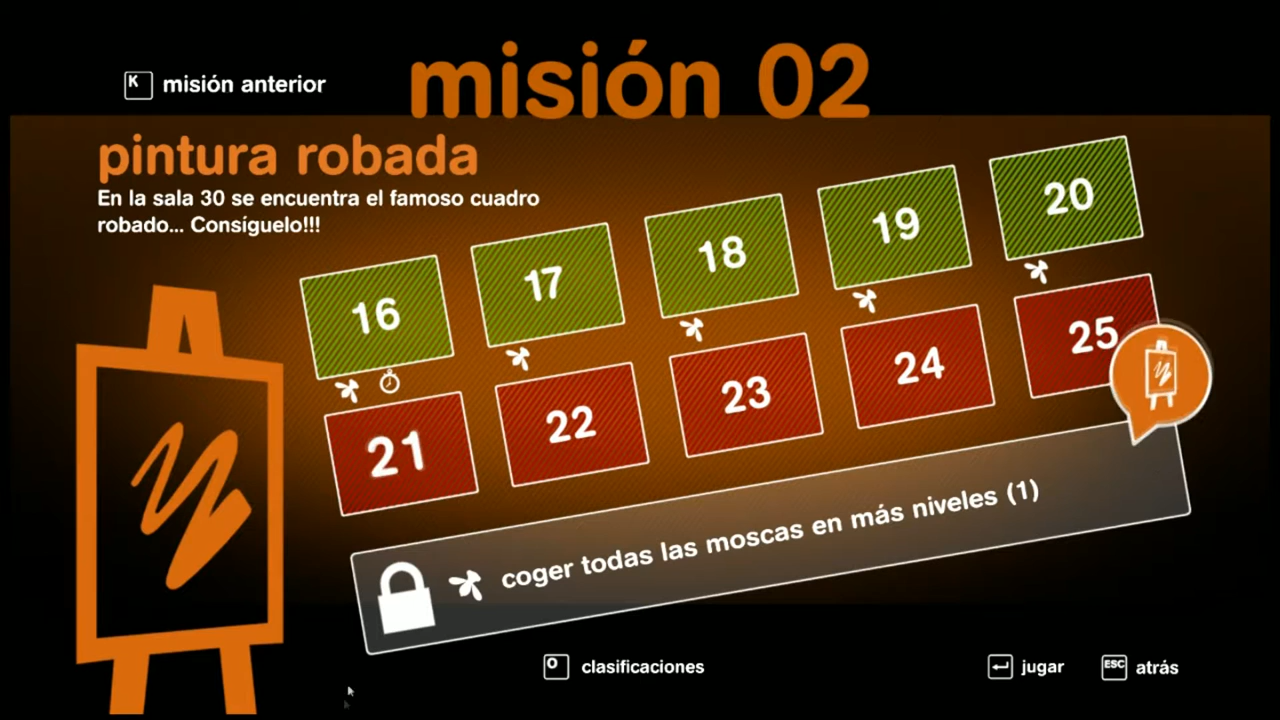 misión 02
K misión anterior
pintura robada
En la sala 30 se encuentra el famoso cuadro
robado... Consíguelo!!!
16 17 18 19 20
21 22 23 24 25
coger todas las moscas en más niveles (1)
O clasificaciones
jugar
ESC atrás